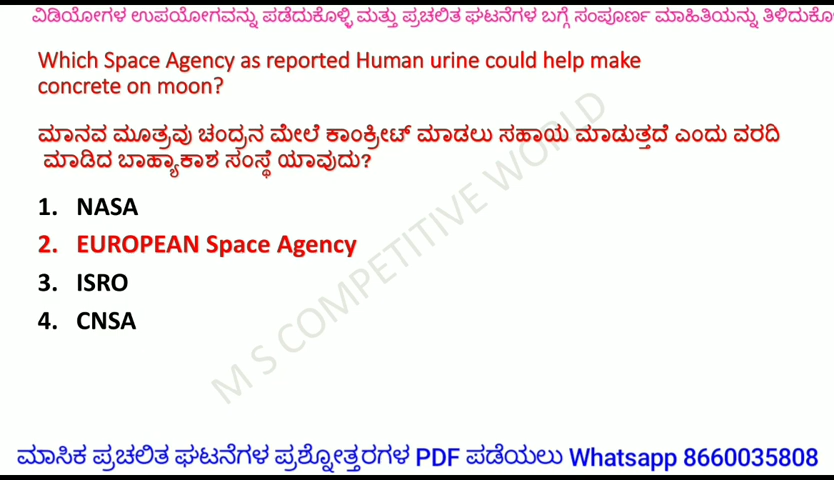 ವಿಡಿಯೋಗಳ ಉಪಯೋಗವನ್ನು ಪಡೆದುಕೊಳ್ಳಿ ಮತ್ತು ಪ್ರಚಲಿತ ಘಟನೆಗಳ ಬಗ್ಗೆ ಸಂಪೂರ್ಣ ಮಾಹಿತಿಯನ್ನು
Which Space Agency as reported Human urine could help make
concrete on moon?
ಮಾನವ ಮೂತ್ರವು ಚಂದ್ರನ ಮೇಲೆ ಕಾಂಕ್ರೀಟ್ ಮಾಡಲು ಸಹಾಯ ಮಾಡುತ್ತದೆ ಎಂದು ವರದಿ
ಮಾಡಿದ ಬಾಹ್ಯಾಕಾಶ ಸಂಸ್ಥೆ ಯಾವುದು?
1. NASA
2. EUROPEAN Space Agency
3. ISRO
4. CNSA
M S COMPETITIVE WORLD
ಮಾಸಿಕ ಪ್ರಚಲಿತ ಘಟನೆಗಳ ಪ್ರಶ್ನೋತ್ತರಗಳ PDF ಪಡೆಯಲು Whatsapp 8660035808